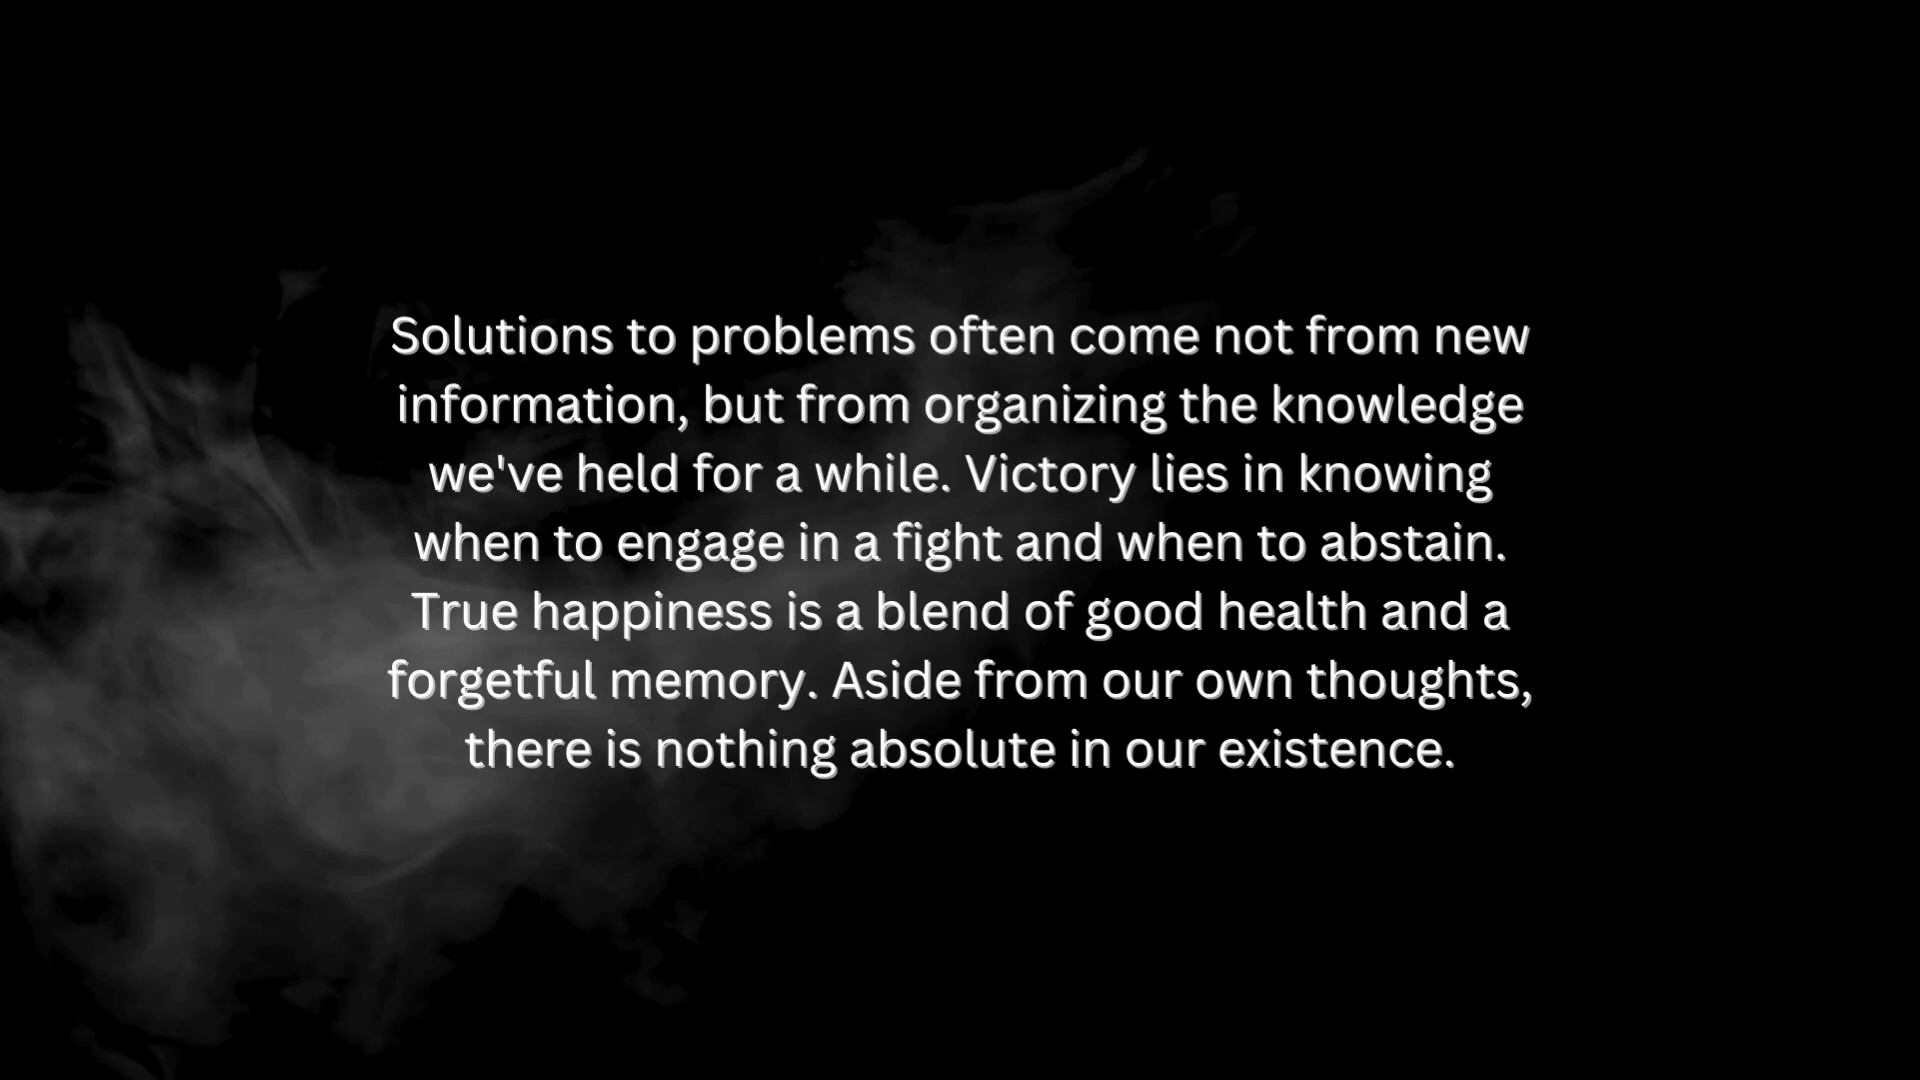 Solutions to problems often come not from new
information, but from organizing the knowledge
we've held for a while. Victory lies in knowing
when to engage in a fight and when to abstain.
True happiness is a blend of good health and a
forgetful memory. Aside from our own thoughts,
there is nothing absolute in our existence.